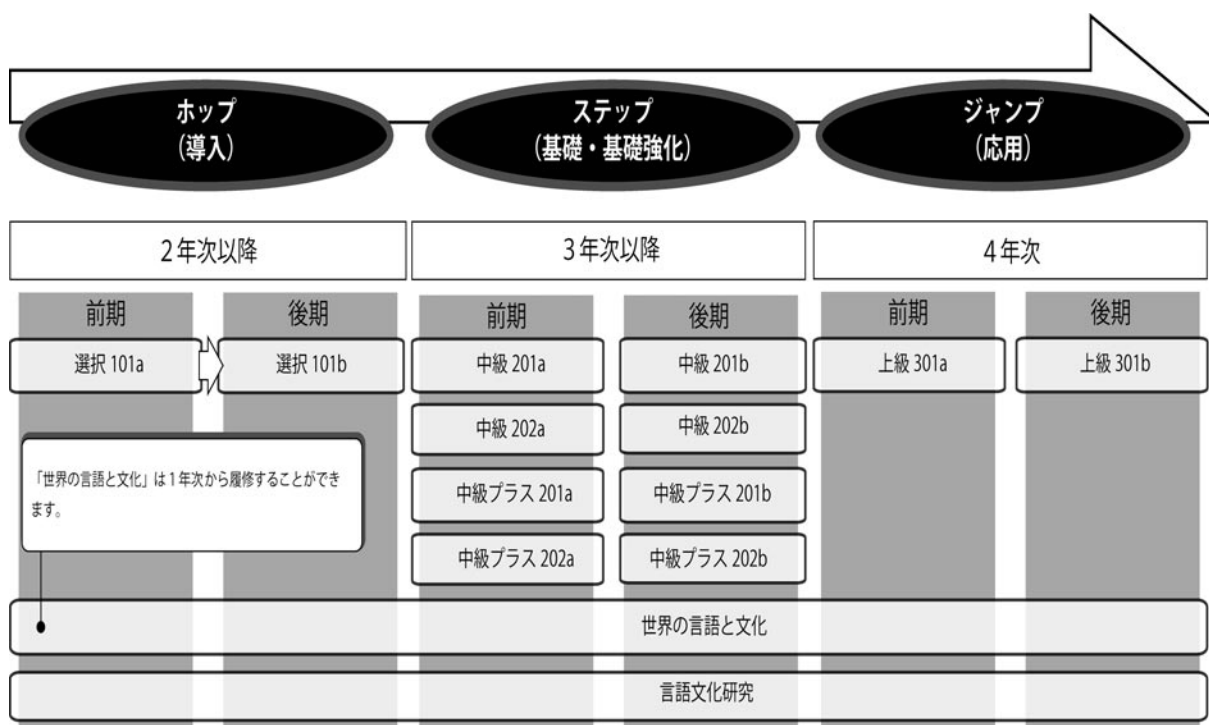 ホップ
(導入)
ステップ
(基礎・基礎強化)
ジャンプ
(応用)
2年次以降
3年次以降
4年次
前期
後期
前期
後期
前期
後期
選択 101a
選択 101b
中級 201a
中級 201b
上級 301a
上級 301b
中級 202a
中級 202b
「世界の言語と文化」は1年次から履修することができ
ます。
中級プラス 201a
中級プラス 201b
中級プラス 202a
中級プラス 202b
世界の言語と文化
言語文化研究